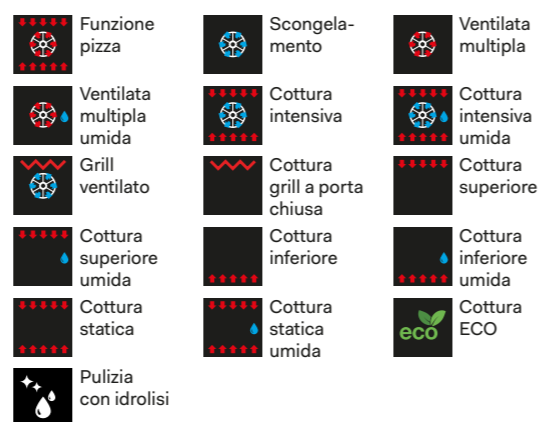 Funzione
pizza
Scongela-
mento
Ventilata
multipla
Ventilata
multipla
umida
Cottura
intensiva
Cottura
intensiva
umida
Grill
ventilato
Cottura
grill a porta
chiusa
Cottura
superiore
Cottura
superiore
umida
Cottura
inferiore
Cottura
inferiore
umida
Cottura
statica
Cottura
statica
umida
eco
Cottura
ECO
Pulizia
con idrolisi